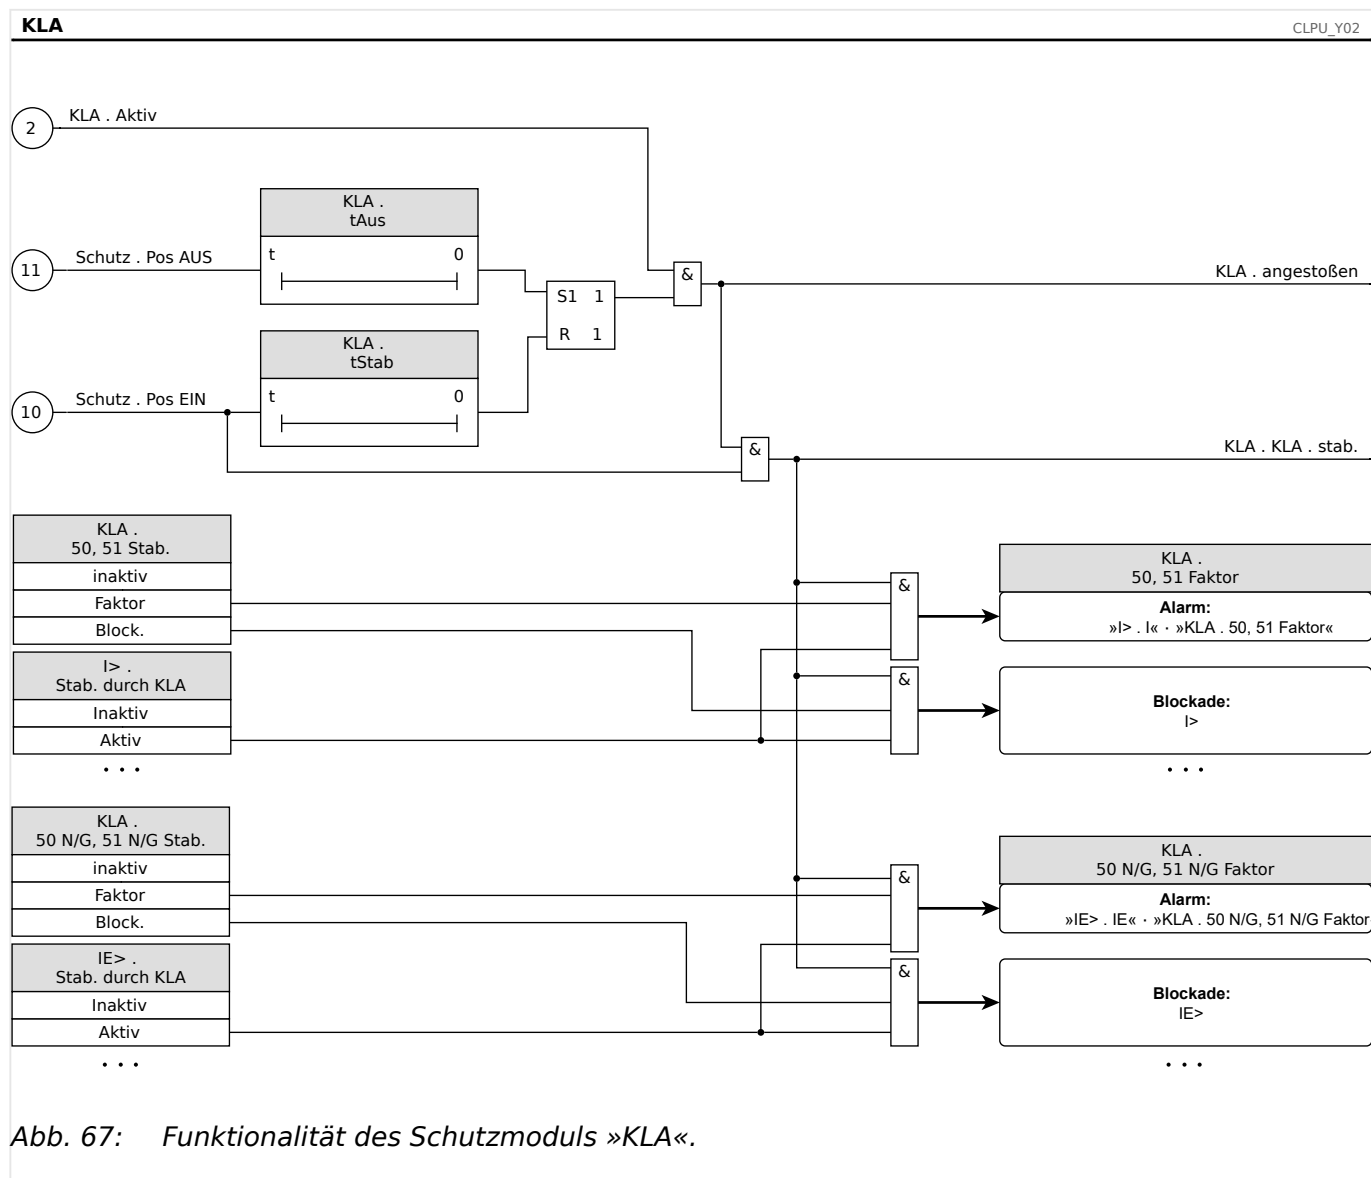 KLA
CLPU_Y02
KLA . Aktiv
2
KLA .
tAus
t 0
Schutz . Pos AUS
11
S1 1
R 1
&
KLA . angestoßen
KLA .
tStab
t 0
Schutz . Pos EIN
10
&
KLA . KLA . stab.
KLA .
50, 51 Stab.
inaktiv
Faktor
Block.
&
KLA .
50, 51 Faktor
Alarm:
»I> . I« · »KLA . 50, 51 Faktor«
I> .
Stab. durch KLA
Inaktiv
Aktiv
. . .
&
Blockade:
I>
. . .
KLA .
50 N/G, 51 N/G Stab.
inaktiv
Faktor
Block.
&
KLA .
50 N/G, 51 N/G Faktor
Alarm:
»IE> . IE« · »KLA . 50 N/G, 51 N/G Faktor
IE> .
Stab. durch KLA
Inaktiv
Aktiv
. . .
&
Blockade:
IE>
. . .
Abb. 67: Funktionalität des Schutzmoduls »KLA«.